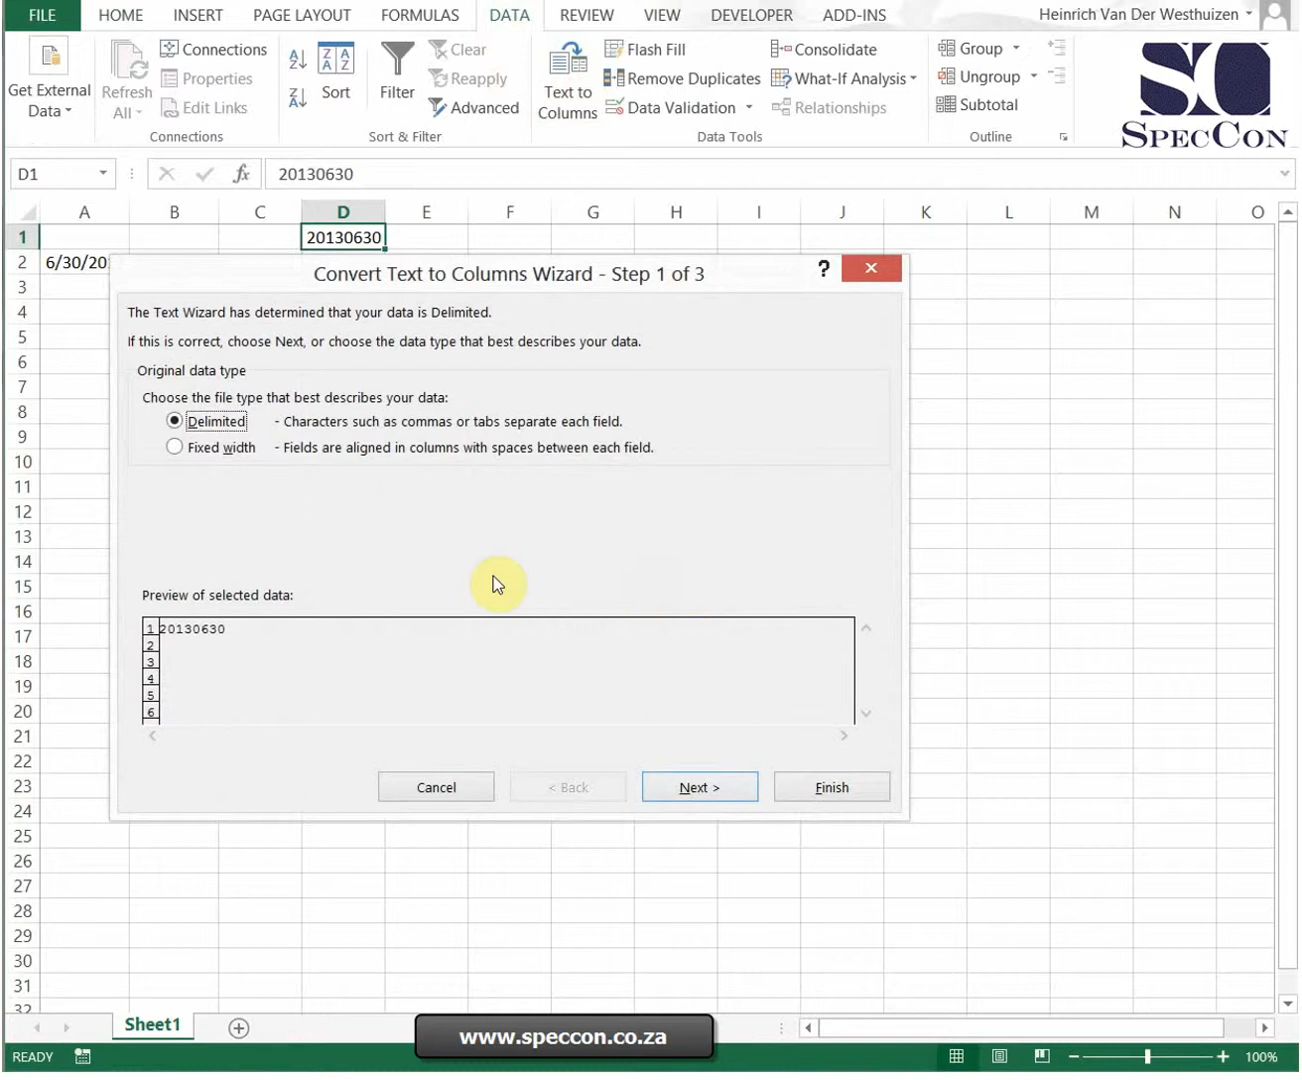 FILE HOME INSERT PAGE LAYOUT FORMULAS DATA REVIEW VIEW DEVELOPER ADD-INS Heinrich Van Der Westhuizen
Get External Data
Refresh All
Connections
Properties
Edit Links
Connections
Sort
Filter
Clear
Reapply
Advanced
Sort & Filter
Text to Columns
Flash Fill
Remove Duplicates
Data Validation
Consolidate
What-If Analysis
Relationships
Data Tools
Group
Ungroup
Subtotal
Outline
SC
SPECCON
D1 fx 20130630
A B C D E F G H I J K L M N O
1 20130630
2 6/30/20
3
4
5
6
7
8
9
10
11
12
13
14
15
16
17
18
19
20
21
22
23
24
25
26
27
28
29
30
31
32
Convert Text to Columns Wizard - Step 1 of 3 ?
The Text Wizard has determined that your data is Delimited.
If this is correct, choose Next, or choose the data type that best describes your data.
Original data type
Choose the file type that best describes your data:
Delimited - Characters such as commas or tabs separate each field.
Fixed width - Fields are aligned in columns with spaces between each field.
Preview of selected data:
1 20130630
2
3
4
5
6
Cancel < Back Next > Finish
Sheet1
www.speccon.co.za
READY 100%